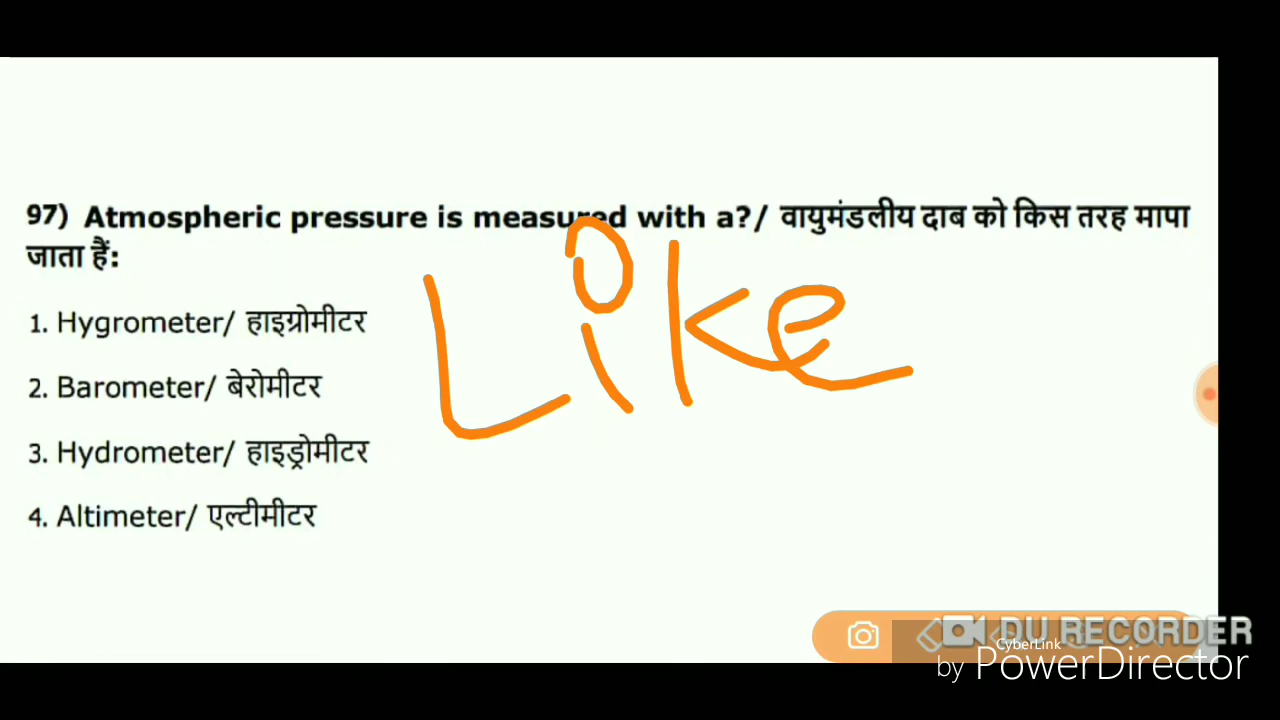 97) Atmospheric pressure is measured with a?/ वायुमंडलीय दाब को किस तरह मापा
जाता हैं:
Like
1. Hygrometer/ हाइग्रोमीटर
2. Barometer/ बेरोमीटर
3. Hydrometer/ हाइड्रोमीटर
4. Altimeter/ एल्टीमीटर
DU RECORDER
CyberLink
by PowerDirector